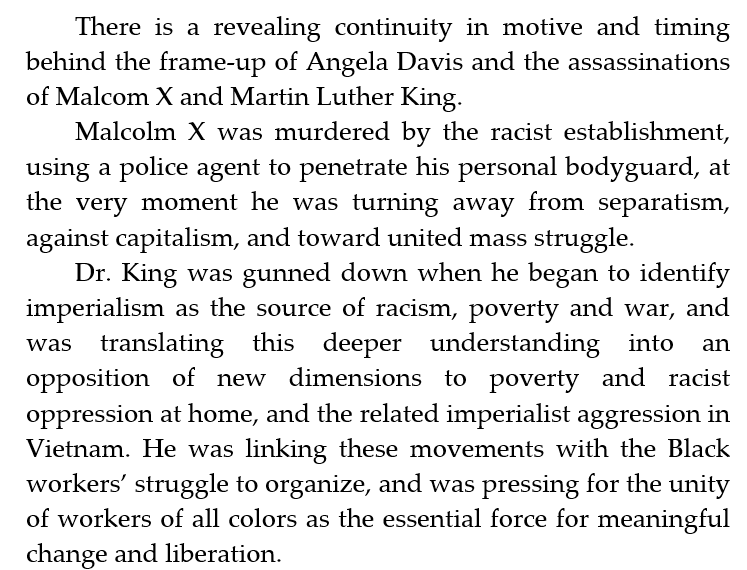 There is a revealing continuity in motive and timing
behind the frame-up of Angela Davis and the assassinations
of Malcom X and Martin Luther King.
Malcolm X was murdered by the racist establishment,
using a police agent to penetrate his personal bodyguard, at
the very moment he was turning away from separatism,
against capitalism, and toward united mass struggle.
Dr. King was gunned down when he began to identify
imperialism as the source of racism, poverty and war, and
was translating this deeper understanding into an
opposition of new dimensions to poverty and racist
oppression at home, and the related imperialist aggression in
Vietnam. He was linking these movements with the Black
workers’ struggle to organize, and was pressing for the unity
of workers of all colors as the essential force for meaningful
change and liberation.